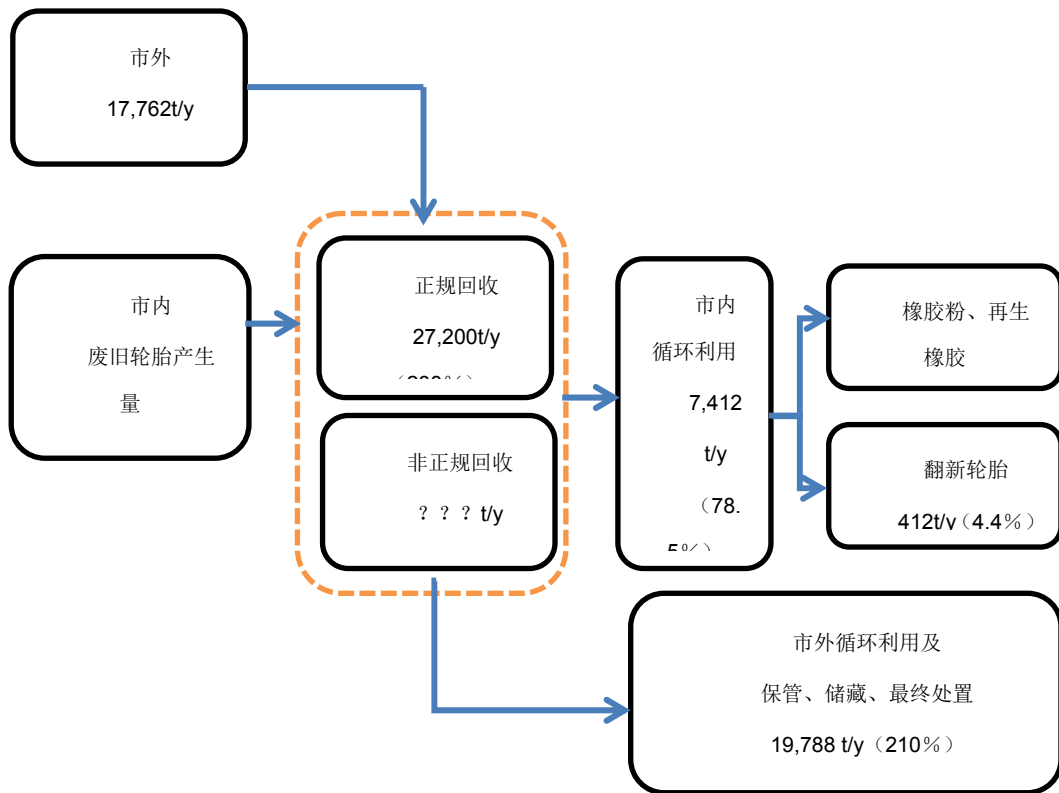 市外
17,762t/y
市内
废旧轮胎产生
量
正规回收
27,200t/y
非正规回收
？？？t/y
市内
循环利用
7,412
t/y
（78.
5％）
橡胶粉、再生
橡胶
翻新轮胎
412t/y（4.4％）
市外循环利用及
保管、储藏、最终处置
19,788 t/y（210％）